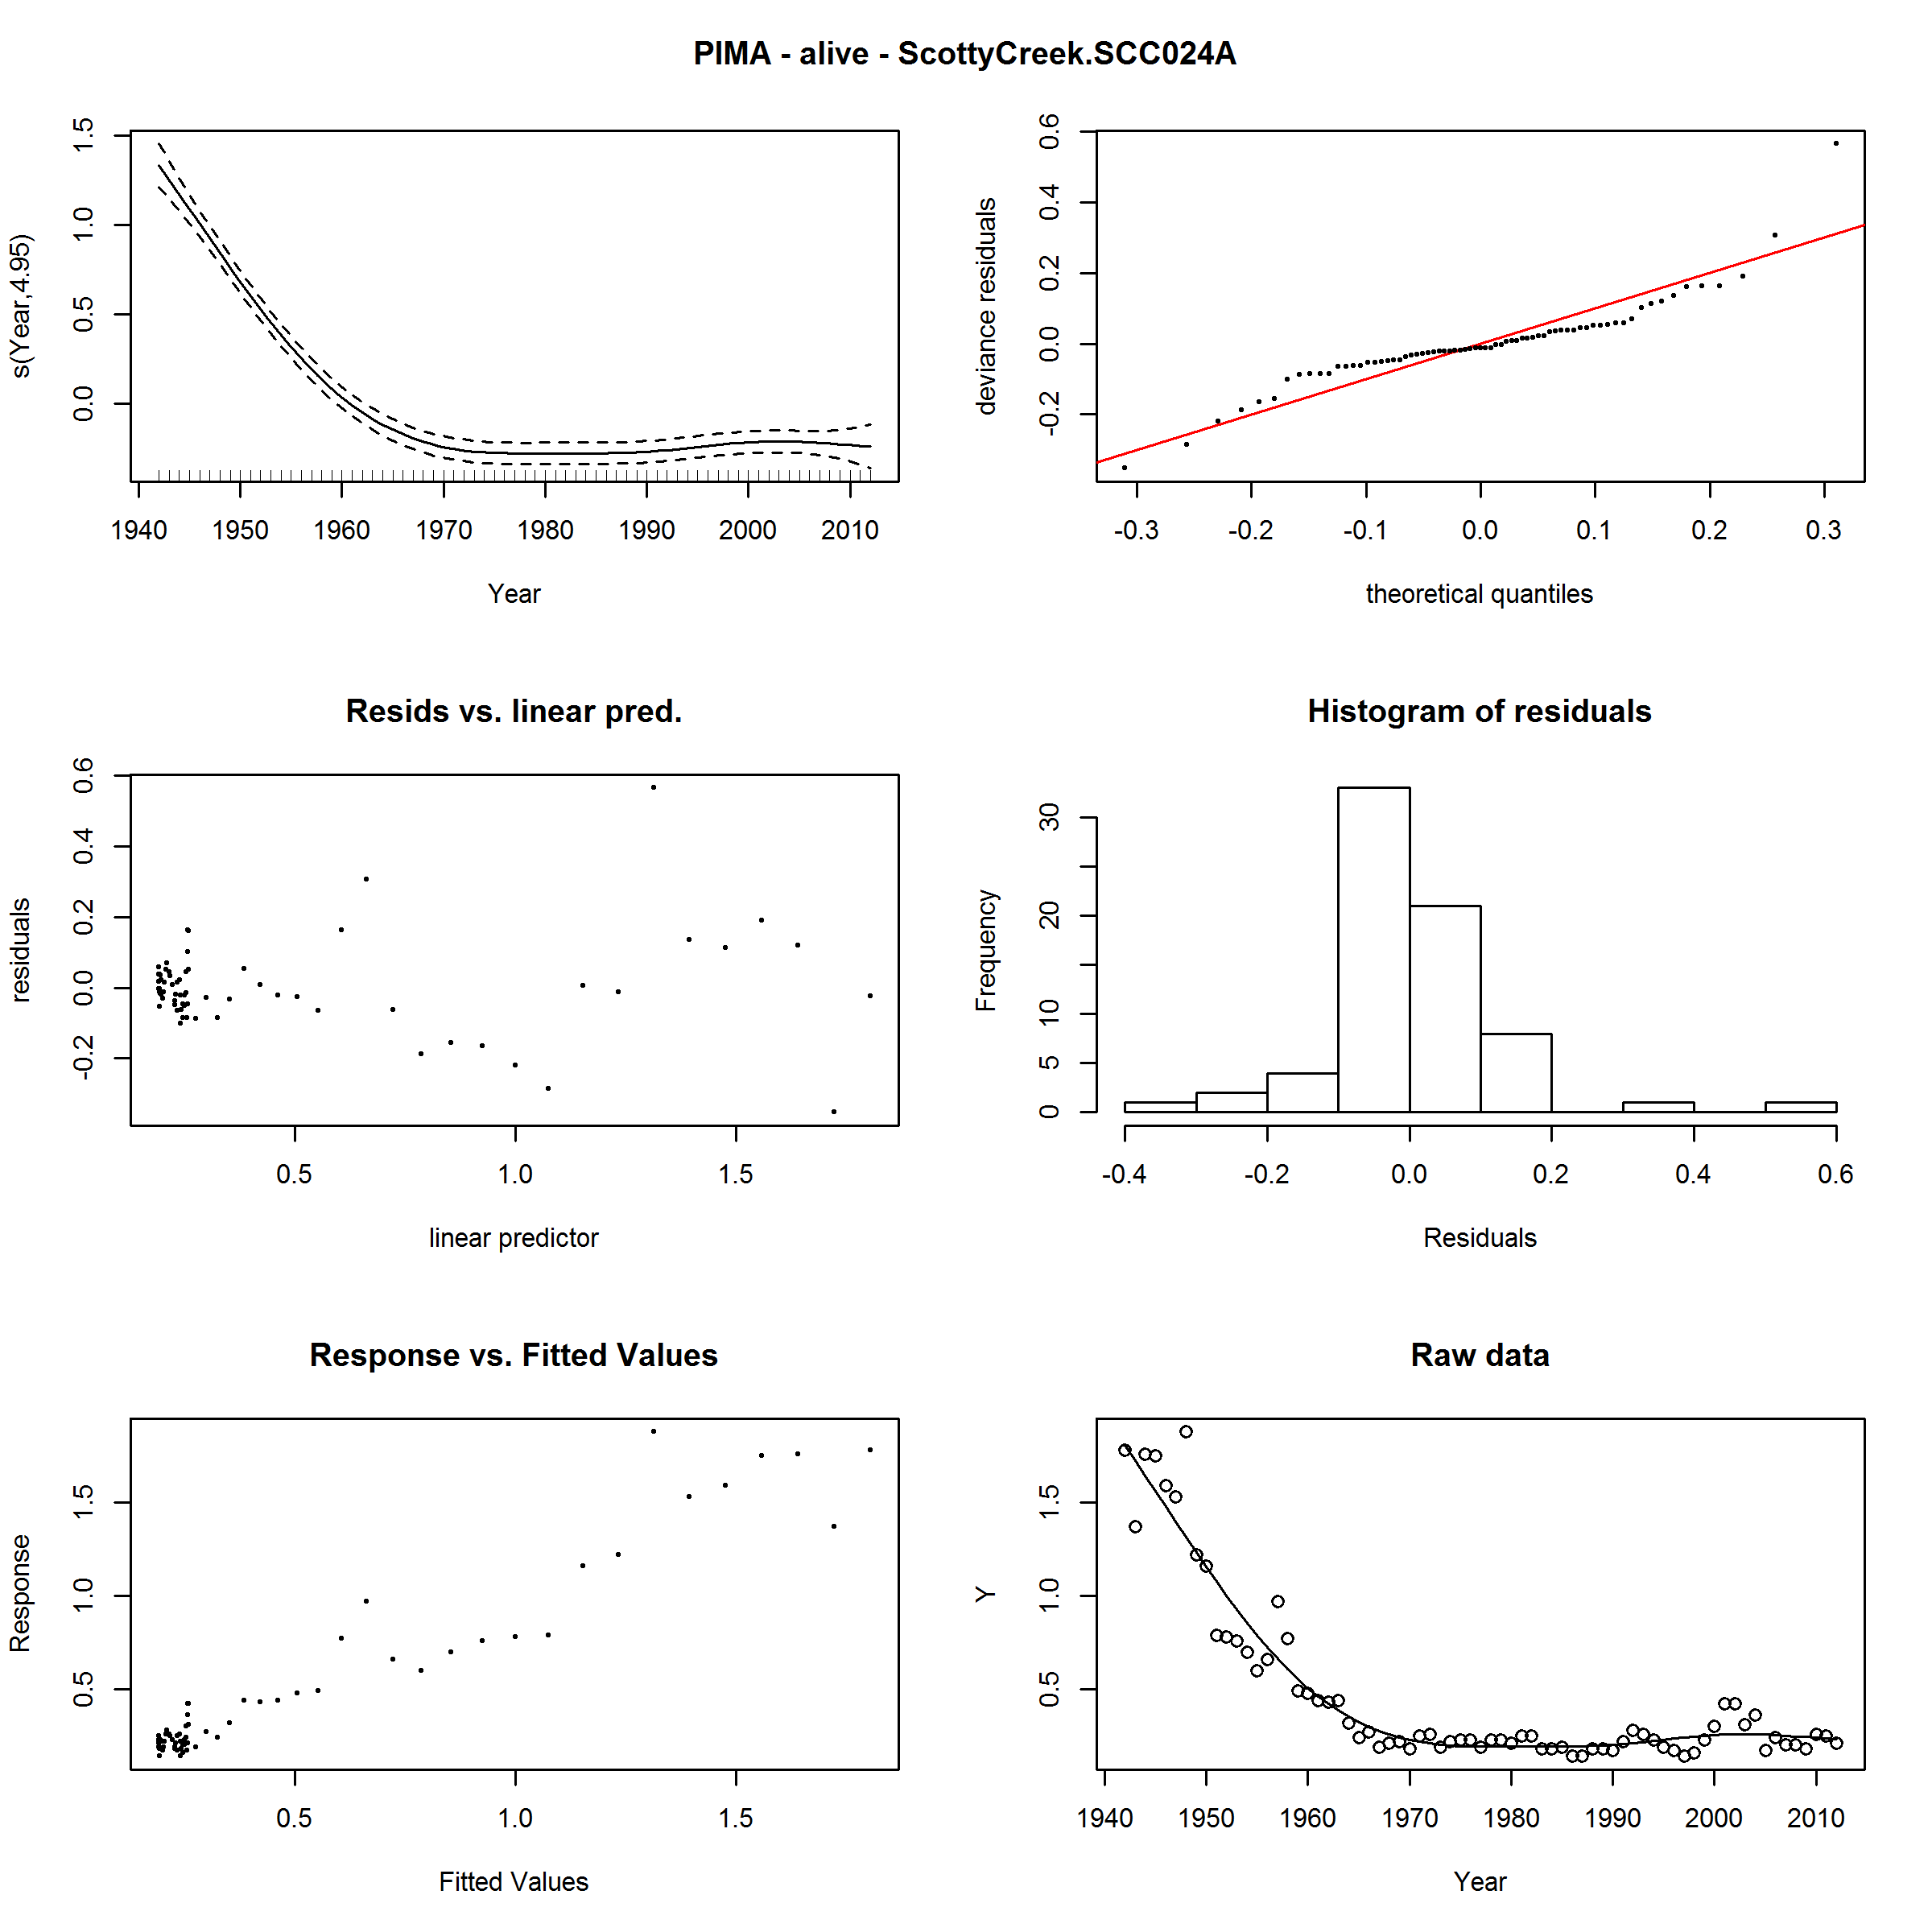 PIMA - alive - ScottyCreek.SCC024A
s(Year,4.95)
0.0 0.5 1.0 1.5
1940 1950 1960 1970 1980 1990 2000 2010
Year
deviance residuals
-0.2 0.0 0.2 0.4 0.6
-0.3 -0.2 -0.1 0.0 0.1 0.2 0.3
theoretical quantiles
Resids vs. linear pred.
residuals
-0.2 0.0 0.2 0.4 0.6
0.5 1.0 1.5
linear predictor
Histogram of residuals
Frequency
0 5 10 20 30
-0.4 -0.2 0.0 0.2 0.4 0.6
Residuals
Response vs. Fitted Values
Response
0.5 1.0 1.5
0.5 1.0 1.5
Fitted Values
Raw data
Y
0.5 1.0 1.5
1940 1950 1960 1970 1980 1990 2000 2010
Year